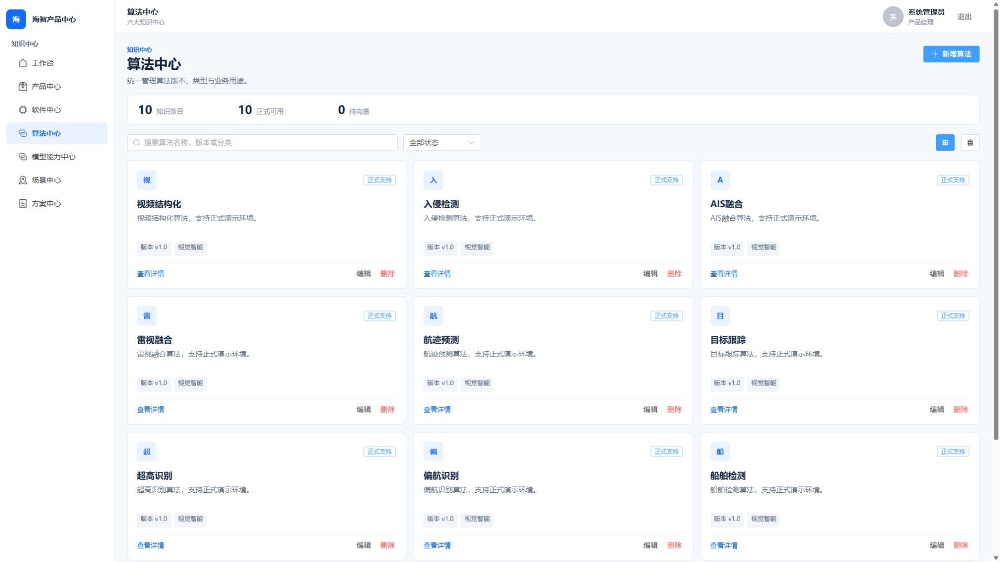 海
海智产品中心
知识中心
工作台
产品中心
软件中心
算法中心
模型能力中心
场景中心
方案中心
算法中心
六大知识中心
系
系统管理员
产品经理
退出
知识中心
算法中心
统一管理算法版本、类型与业务用途。
新增算法
10 知识条目 10 正式可用 0 待完善
搜索算法名称、版本或分类
全部状态
视 正式支持
视频结构化
视频结构化算法，支持正式演示环境。
版本 v1.0 视觉智能
查看详情 编辑 删除
入 正式支持
入侵检测
入侵检测算法，支持正式演示环境。
版本 v1.0 视觉智能
查看详情 编辑 删除
A 正式支持
AIS融合
AIS融合算法，支持正式演示环境。
版本 v1.0 视觉智能
查看详情 编辑 删除
雷 正式支持
雷视融合
雷视融合算法，支持正式演示环境。
版本 v1.0 视觉智能
查看详情 编辑 删除
航 正式支持
航迹预测
航迹预测算法，支持正式演示环境。
版本 v1.0 视觉智能
查看详情 编辑 删除
目 正式支持
目标跟踪
目标跟踪算法，支持正式演示环境。
版本 v1.0 视觉智能
查看详情 编辑 删除
超 正式支持
超高识别
超高识别算法，支持正式演示环境。
版本 v1.0 视觉智能
查看详情 编辑 删除
偏 正式支持
偏航识别
偏航识别算法，支持正式演示环境。
版本 v1.0 视觉智能
查看详情 编辑 删除
船 正式支持
船舶检测
船舶检测算法，支持正式演示环境。
版本 v1.0 视觉智能
查看详情 编辑 删除